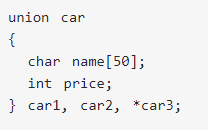 union car
{
char name[50];
int price;
} car1, car2, *car3;